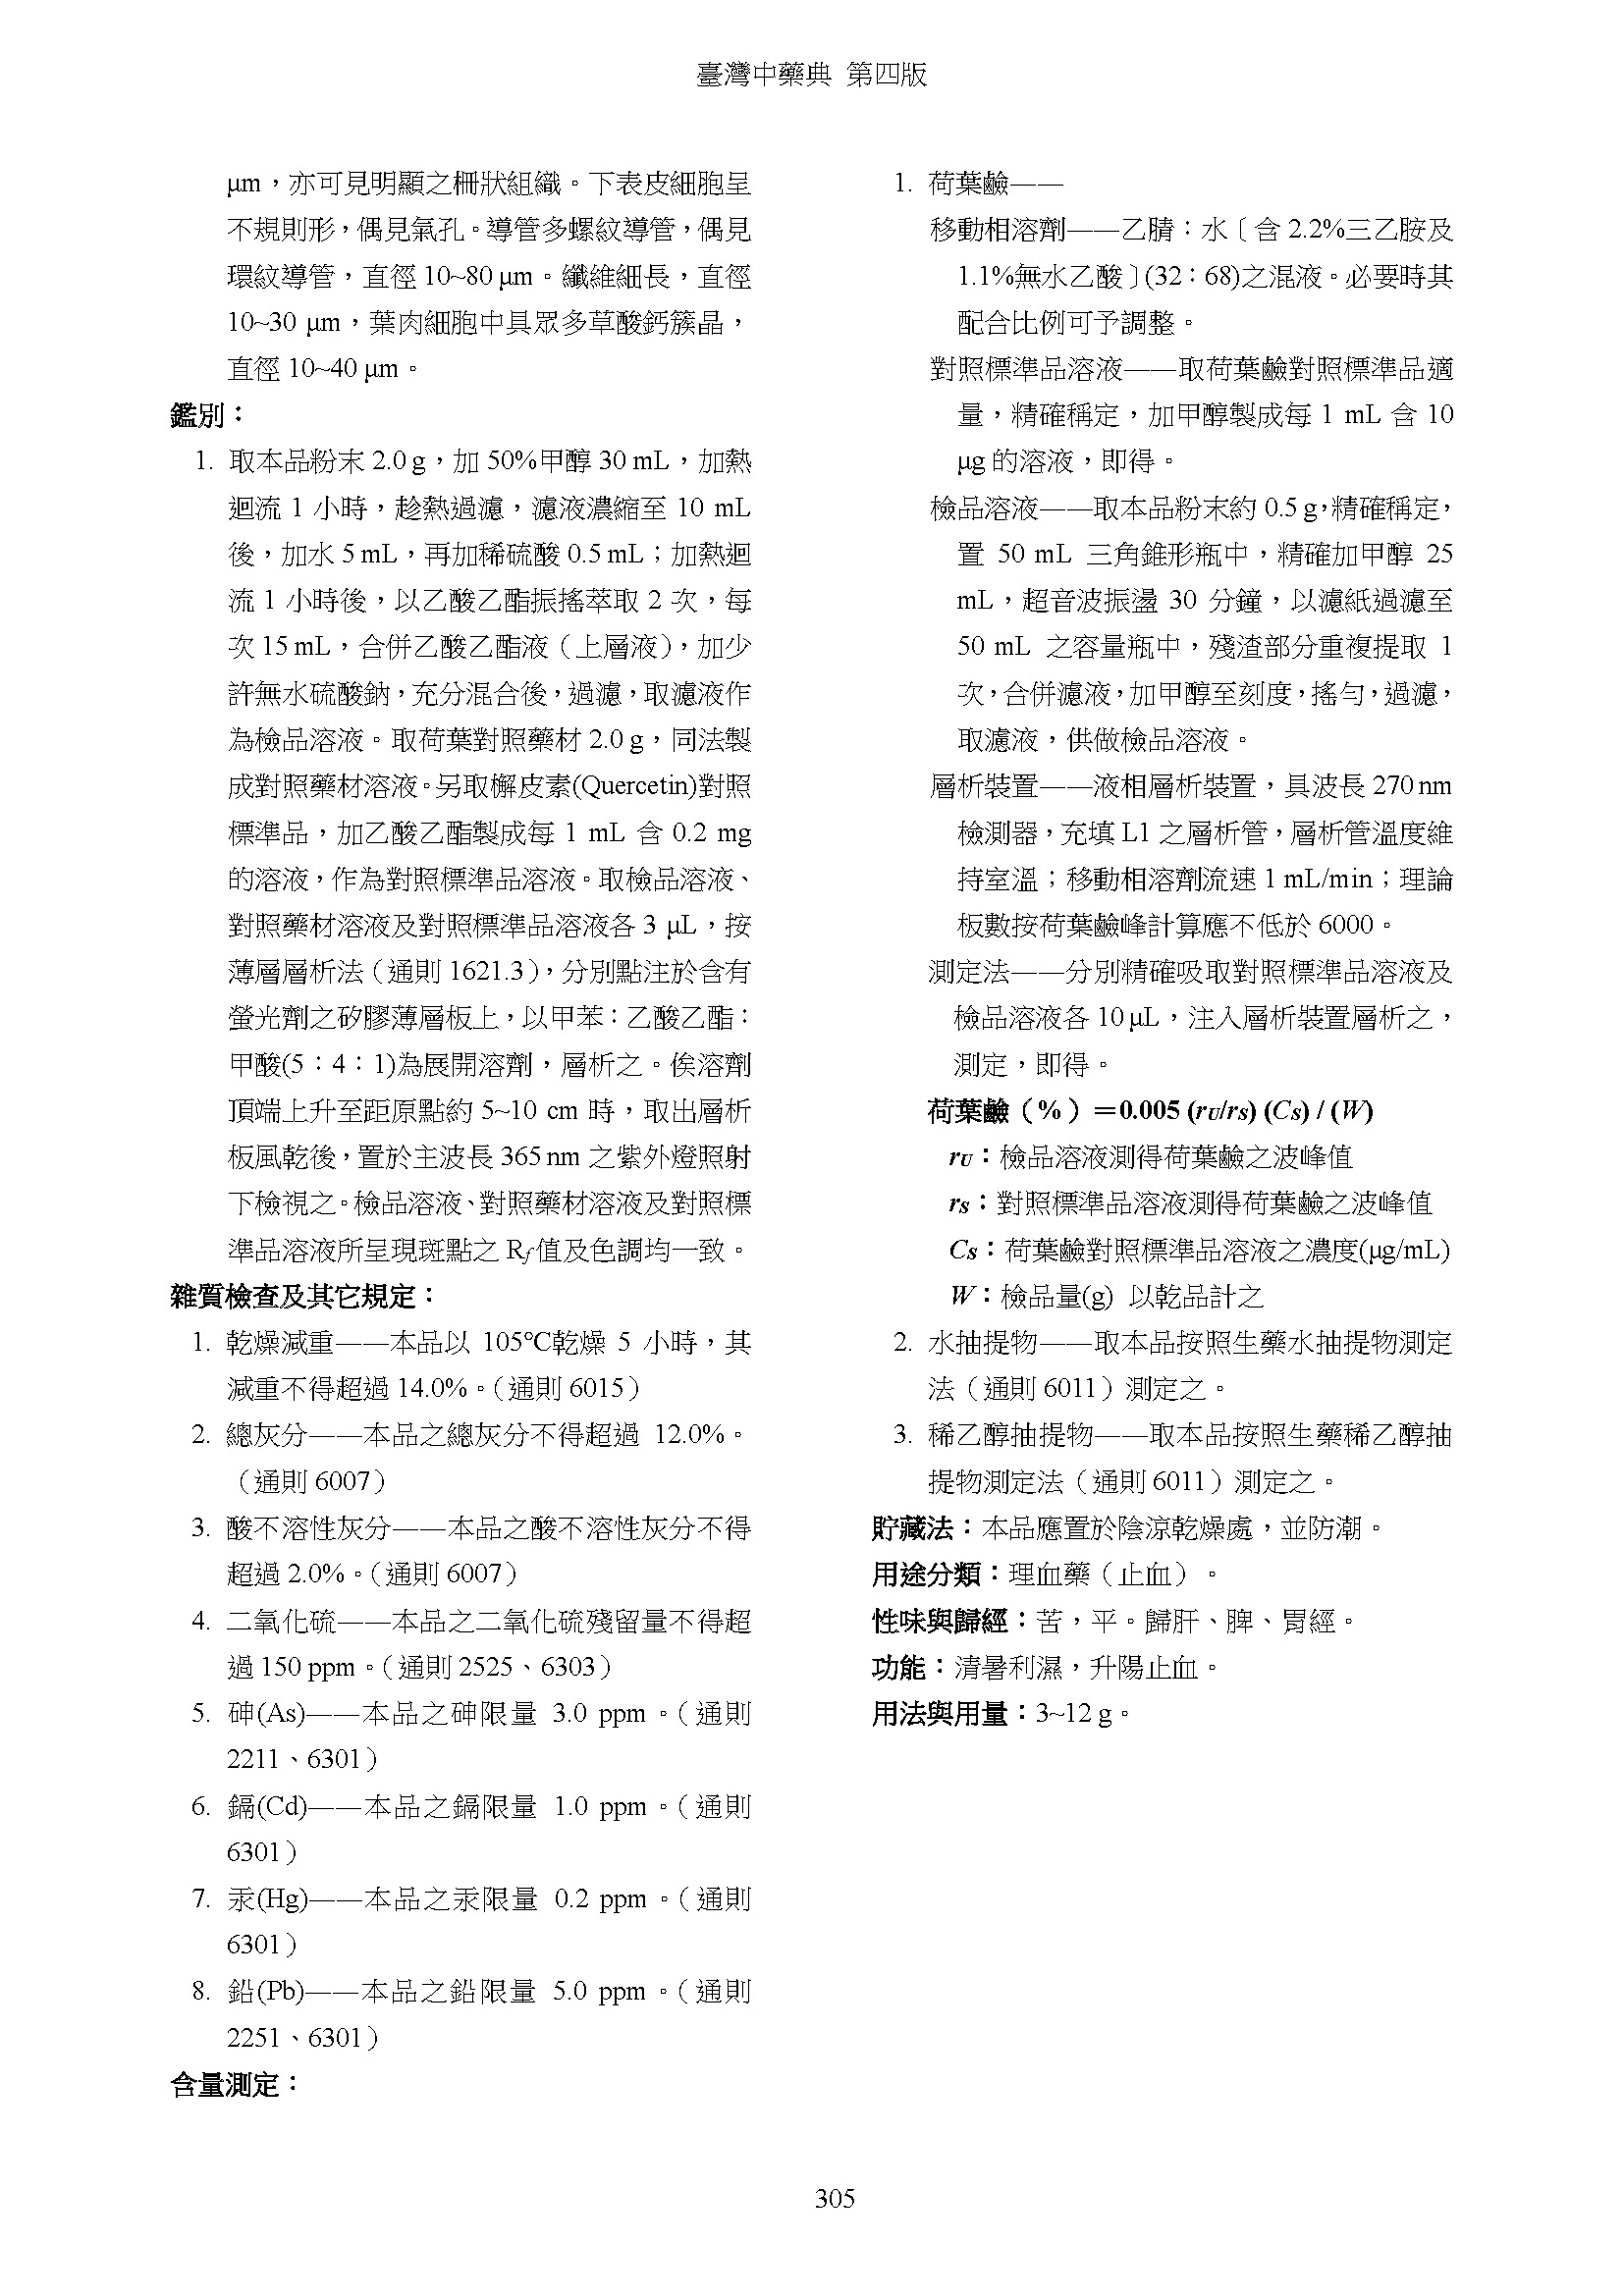 臺灣中藥典 第四版
μm，亦可見明顯之柵狀組織。下表皮細胞呈
不規則形，偶見氣孔。導管多螺紋導管，偶見
環紋導管，直徑 10~80 μm。纖維細長，直徑
10~30 μm，葉肉細胞中具眾多草酸鈣簇晶，
直徑 10~40 μm。
鑑別：
1. 取本品粉末 2.0 g，加 50%甲醇 30 mL，加熱
迴流 1 小時，趁熱過濾，濾液濃縮至 10 mL
後，加水 5 mL，再加稀硫酸 0.5 mL；加熱迴
流 1 小時後，以乙酸乙酯振搖萃取 2 次，每
次 15 mL，合併乙酸乙酯液（上層液），加少
許無水硫酸鈉，充分混合後，過濾，取濾液作
為檢品溶液。取荷葉對照藥材 2.0 g，同法製
成對照藥材溶液。另取槲皮素(Quercetin)對照
標準品，加乙酸乙酯製成每 1 mL 含 0.2 mg
的溶液，作為對照標準品溶液。取檢品溶液、
對照藥材溶液及對照標準品溶液各 3 μL，按
薄層層析法（通則 1621.3），分別點注於含有
螢光劑之矽膠薄層板上，以甲苯：乙酸乙酯：
甲酸(5：4：1)為展開溶劑，層析之。俟溶劑
頂端上升至距原點約 5~10 cm 時，取出層析
板風乾後，置於主波長 365 nm 之紫外燈照射
下檢視之。檢品溶液、對照藥材溶液及對照標
準品溶液所呈現斑點之 Rf 值及色調均一致。
雜質檢查及其它規定：
1. 乾燥減重——本品以 105℃乾燥 5 小時，其
減重不得超過 14.0%。（通則 6015）
2. 總灰分——本品之總灰分不得超過 12.0%。
（通則 6007）
3. 酸不溶性灰分——本品之酸不溶性灰分不得
超過 2.0%。（通則 6007）
4. 二氧化硫——本品之二氧化硫殘留量不得超
過 150 ppm。（通則 2525、6303）
5. 砷(As)——本品之砷限量 3.0 ppm。（通則
2211、6301）
6. 鎘(Cd)——本品之鎘限量 1.0 ppm。（通則
6301）
7. 汞(Hg)——本品之汞限量 0.2 ppm。（通則
6301）
8. 鉛(Pb)——本品之鉛限量 5.0 ppm。（通則
2251、6301）
含量測定：
1. 荷葉鹼——
移動相溶劑——乙腈：水〔含 2.2%三乙胺及
1.1%無水乙酸〕(32：68)之混液。必要時其
配合比例可予調整。
對照標準品溶液——取荷葉鹼對照標準品適
量，精確稱定，加甲醇製成每 1 mL 含 10
μg 的溶液，即得。
檢品溶液——取本品粉末約 0.5 g，精確稱定，
置 50 mL 三角錐形瓶中，精確加甲醇 25
mL，超音波振盪 30 分鐘，以濾紙過濾至
50 mL 之容量瓶中，殘渣部分重複提取 1
次，合併濾液，加甲醇至刻度，搖勻，過濾，
取濾液，供做檢品溶液。
層析裝置——液相層析裝置，具波長 270 nm
檢測器，充填 L1 之層析管，層析管溫度維
持室溫；移動相溶劑流速 1 mL/min；理論
板數按荷葉鹼峰計算應不低於 6000。
測定法——分別精確吸取對照標準品溶液及
檢品溶液各 10 μL，注入層析裝置層析之，
測定，即得。
荷葉鹼（%）＝0.005 (rU/rS) (CS) / (W)
rU：檢品溶液測得荷葉鹼之波峰值
rS：對照標準品溶液測得荷葉鹼之波峰值
CS：荷葉鹼對照標準品溶液之濃度(μg/mL)
W：檢品量(g) 以乾品計之
2. 水抽提物——取本品按照生藥水抽提物測定
法（通則 6011）測定之。
3. 稀乙醇抽提物——取本品按照生藥稀乙醇抽
提物測定法（通則 6011）測定之。
貯藏法：本品應置於陰涼乾燥處，並防潮。
用途分類：理血藥（止血）。
性味與歸經：苦，平。歸肝、脾、胃經。
功能：清暑利濕，升陽止血。
用法與用量：3~12 g。
305